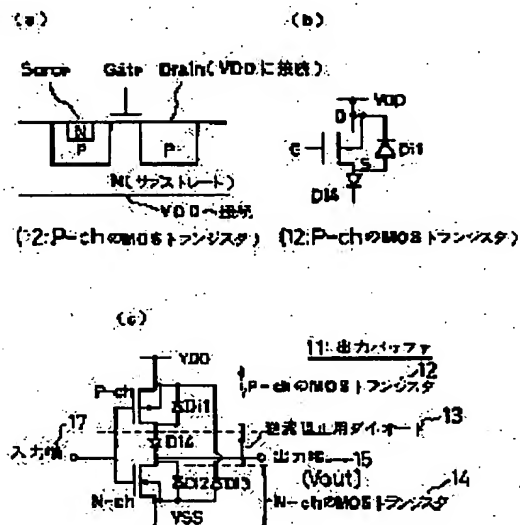 (a)
(b)
Source Gate Drain(VDDに接続)
N
P
P
N(サブストレート)
VDDへ接続
(12:P-chのMOSトランジスタ)
VDD
D
G
S
Di1
Di4
(12:P-chのMOSトランジスタ)
(c)
VDD
P-ch
Di1
Di4
17
入力端
N-ch
Di2
Di3
VSS
11:出力バッファ
12
P-chのMOSトランジスタ
13
逆流阻止用ダイオード
出力端 15
(Vout)
14
N-chのMOSトランジスタ